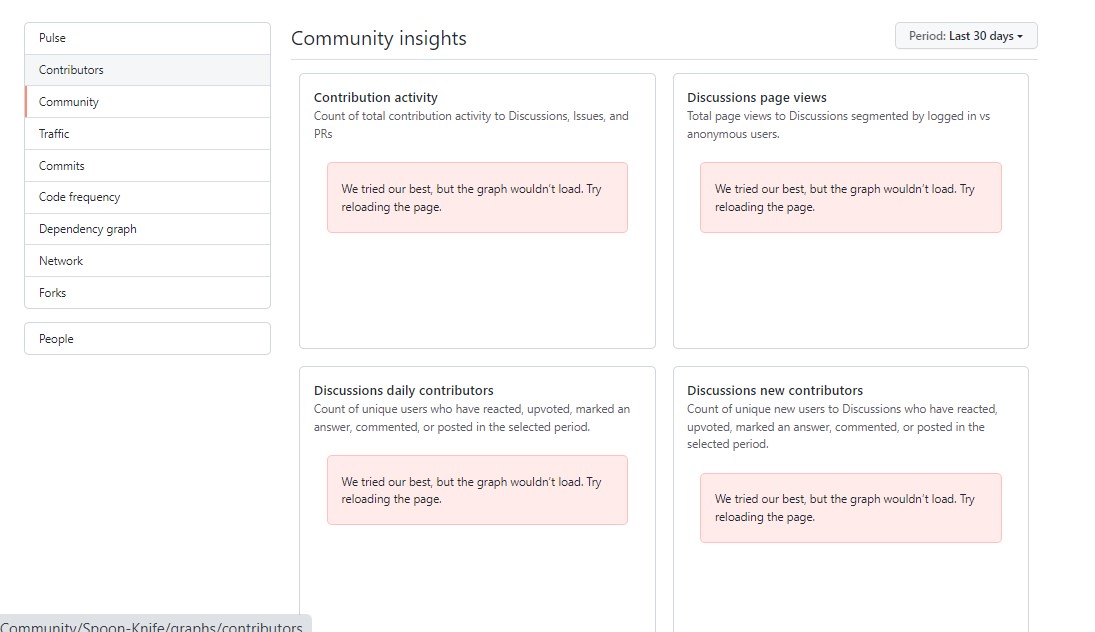 Pulse
Contributors
Community
Traffic
Commits
Code frequency
Dependency graph
Network
Forks
People
Community insights
Period: Last 30 days
Contribution activity
Count of total contribution activity to Discussions, Issues, and
PRs
We tried our best, but the graph wouldn't load. Try
reloading the page.
Discussions page views
Total page views to Discussions segmented by logged in vs
anonymous users.
We tried our best, but the graph wouldn't load. Try
reloading the page.
Discussions daily contributors
Count of unique users who have reacted, upvoted, marked an
answer, commented, or posted in the selected period.
We tried our best, but the graph wouldn't load. Try
reloading the page.
Discussions new contributors
Count of unique new users to Discussions who have reacted,
upvoted, marked an answer, commented, or posted in the
selected period.
We tried our best, but the graph wouldn't load. Try
reloading the page.
Community/Spoon-Knife/graphs/contributors